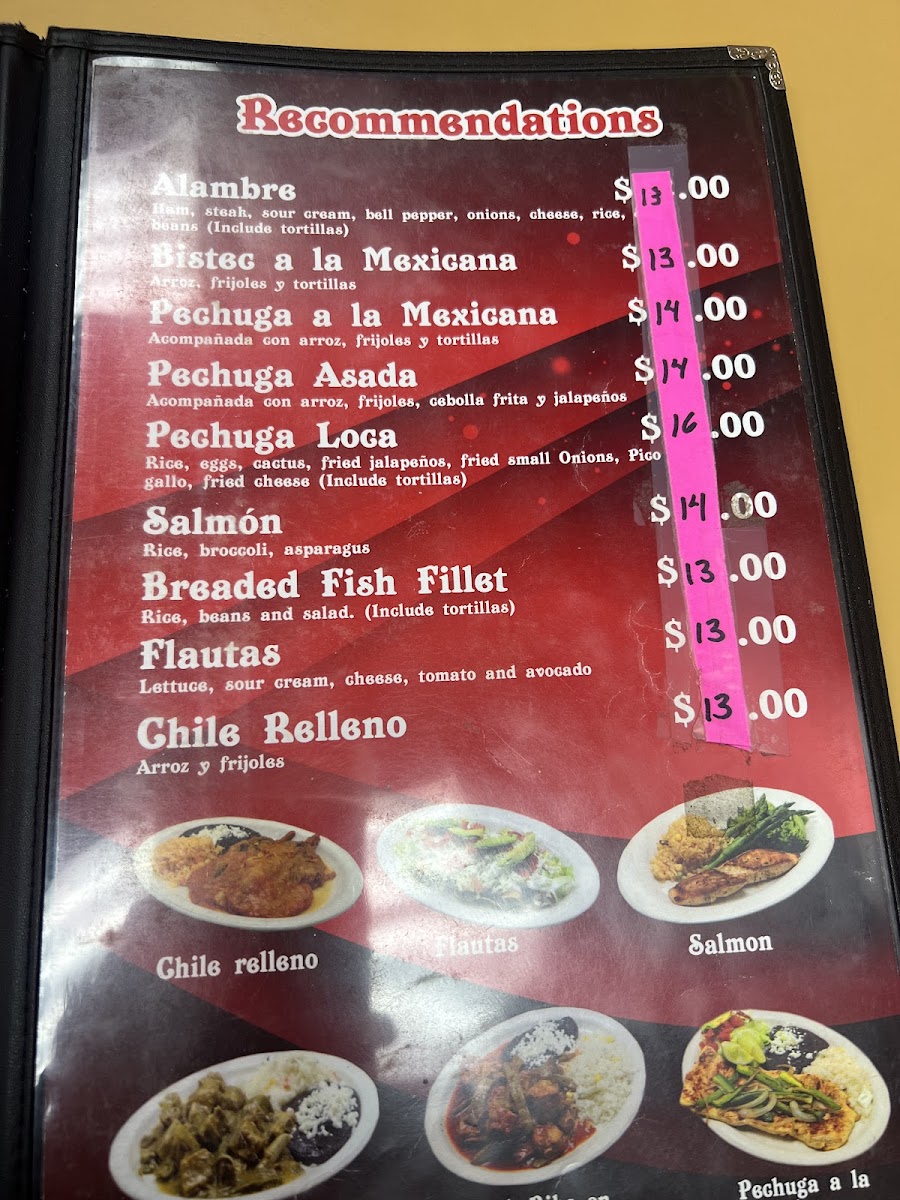 Recommendations
Alambre $13.00
Ham, steak, sour cream, bell pepper, onions, cheese, rice,
beans (Include tortillas)
Bistec a la Mexicana $13.00
Arroz, frijoles y tortillas
Pechuga a la Mexicana $14.00
Acompañada con arroz, frijoles y tortillas
Pechuga Asada $14.00
Acompañada con arroz, frijoles, cebolla frita y jalapeños
Pechuga Loca $16.00
Rice, eggs, cactus, fried jalapeños, fried small Onions, Pico
gallo, fried cheese (Include tortillas)
Salmón $14.00
Rice, broccoli, asparagus
Breaded Fish Fillet $13.00
Rice, beans and salad. (Include tortillas)
Flautas $13.00
Lettuce, sour cream, cheese, tomato and avocado
Chile Relleno $13.00
Arroz y frijoles
Chile relleno
Flautas
Salmon
Pechuga a la